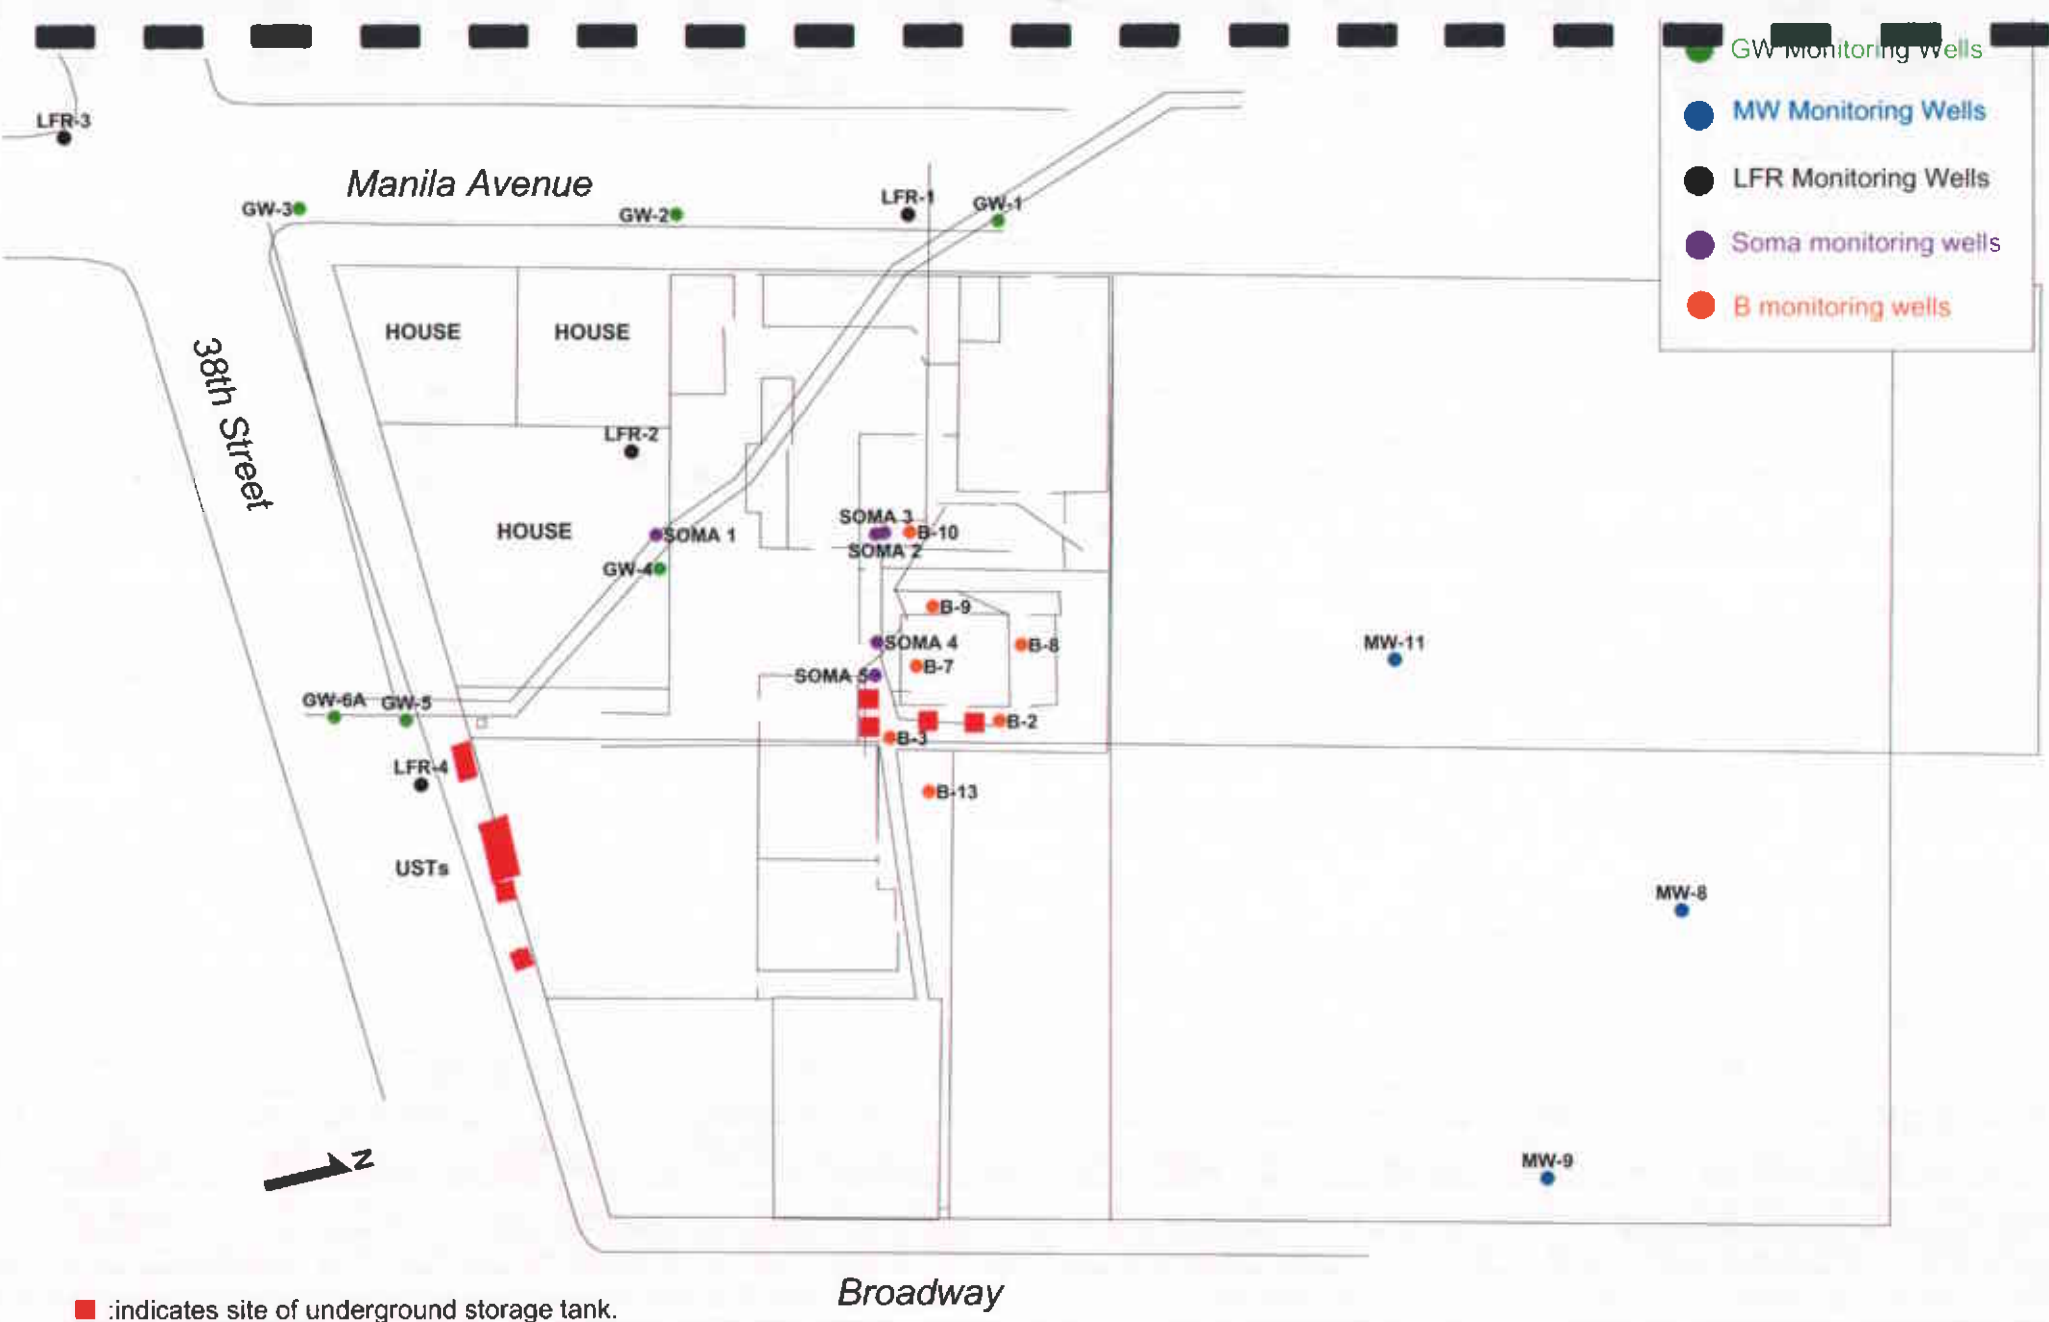 GW Monitoring Wells
MW Monitoring Wells
LFR Monitoring Wells
Soma monitoring wells
B monitoring wells
LFR-3
Manila Avenue
GW-3
GW-2
LFR-1
GW-1
38th Street
HOUSE
HOUSE
LFR-2
HOUSE
SOMA 1
GW-4
SOMA 3
B-10
SOMA 2
B-9
SOMA 4
B-8
B-7
SOMA 5
MW-11
GW-6A
GW-5
B-2
B-3
LFR-4
B-13
USTs
MW-8
MW-9
N
Broadway
:indicates site of underground storage tank.